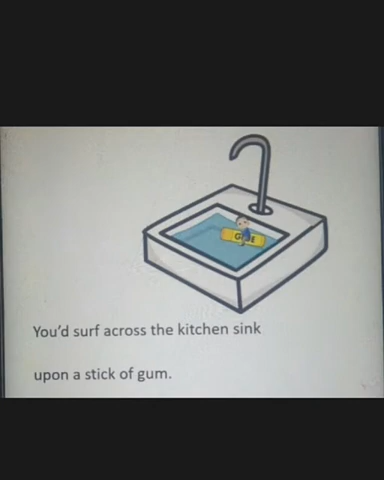 You'd surf across the kitchen sink
upon a stick of gum.